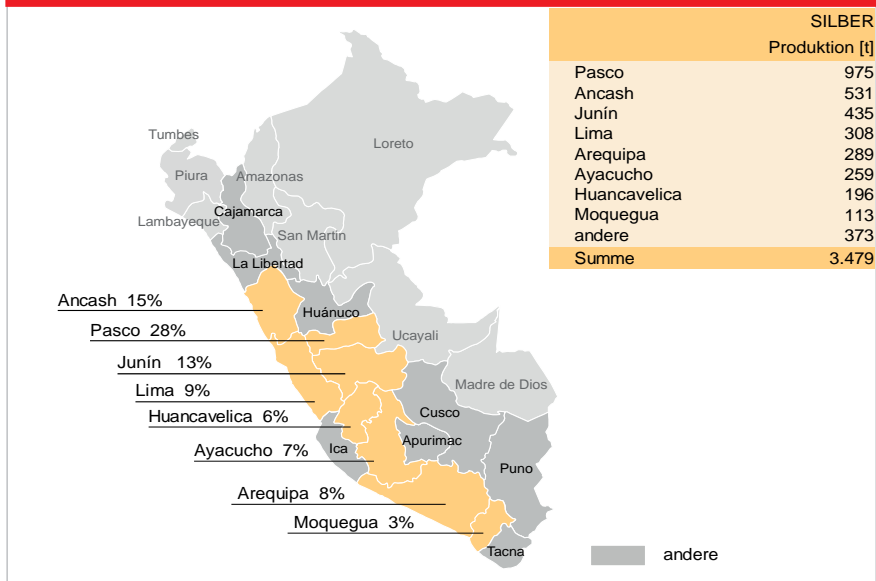 SILBER
Produktion [t]
Pasco 975
Ancash 531
Junín 435
Lima 308
Arequipa 289
Ayacucho 259
Huancavelica 196
Moquegua 113
andere 373
Summe 3.479
Tumbes
Loreto
Piura
Amazonas
Cajamarca
Lambayeque
San Martin
La Libertad
Ancash 15%
Huánuco
Pasco 28%
Ucayali
Junín 13%
Madre de Dios
Lima 9%
Cusco
Huancavelica 6%
Apurimac
Ica
Ayacucho 7%
Puno
Arequipa 8%
Moquegua 3%
Tacna
andere